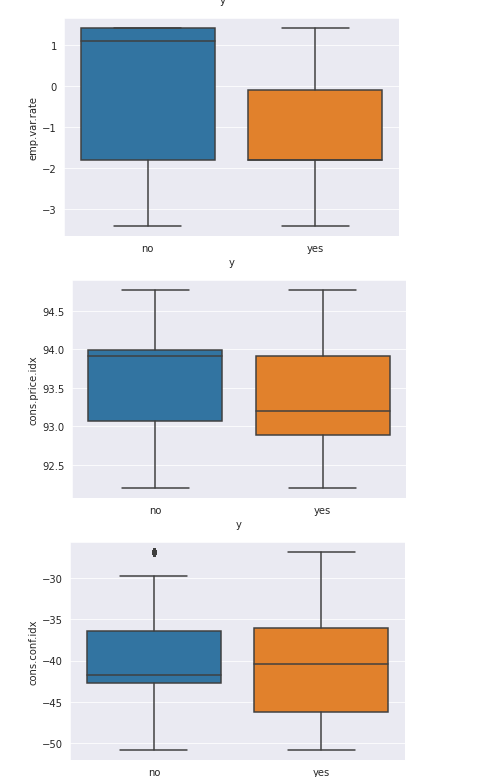 y
1
0
−1
−2
−3
emp.var.rate
no yes
y
94.5
94.0
93.5
93.0
92.5
cons.price.idx
no yes
y
−30
−35
−40
−45
−50
cons.conf.idx
no yes